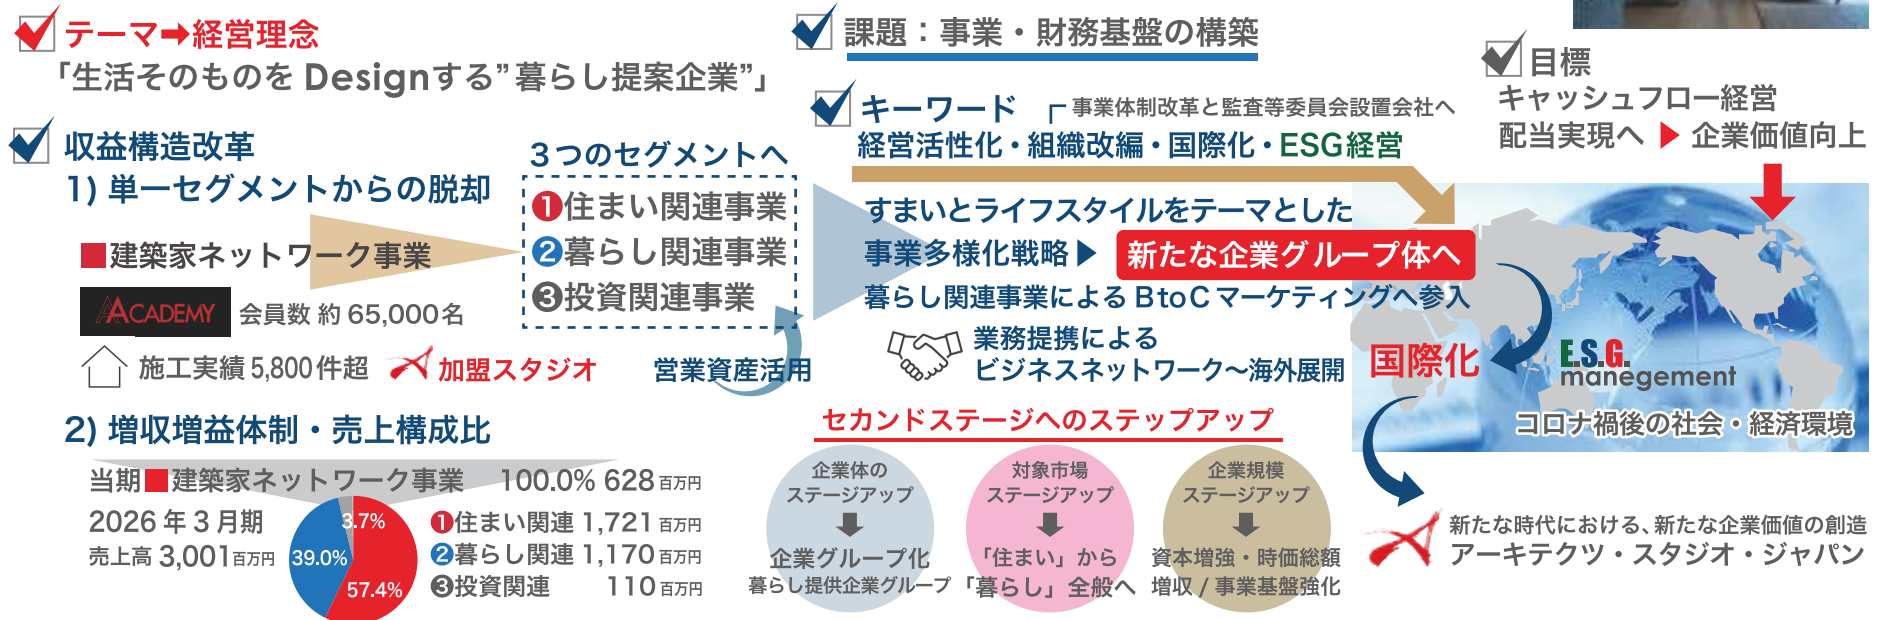 テーマ➡経営理念
「生活そのものを Designする”暮らし提案企業”」
収益構造改革
1) 単一セグメントからの脱却
建築家ネットワーク事業
ACADEMY 会員数 約 65,000名
施工実績 5,800件超 加盟スタジオ
3つのセグメントへ
❶住まい関連事業
❷暮らし関連事業
❸投資関連事業
営業資産活用
2) 増収増益体制・売上構成比
当期 建築家ネットワーク事業 100.0% 628 百万円
2026 年 3 月期
売上高 3,001 百万円
3.7%
39.0%
57.4%
❶住まい関連 1,721 百万円
❷暮らし関連 1,170 百万円
❸投資関連 110 百万円
課題：事業・財務基盤の構築
キーワード 事業体制改革と監査等委員会設置会社へ
経営活性化・組織改編・国際化・ESG経営
すまいとライフスタイルをテーマとした
事業多様化戦略▶ 新たな企業グループ体へ
暮らし関連事業による BtoC マーケティングへ参入
業務提携による
ビジネスネットワーク〜海外展開
セカンドステージへのステップアップ
企業体の
ステージアップ
企業グループ化
暮らし提供企業グループ
対象市場
ステージアップ
「住まい」から
「暮らし」全般へ
企業規模
ステージアップ
資本増強・時価総額
増収 / 事業基盤強化
目標
キャッシュフロー経営
配当実現へ ▶ 企業価値向上
国際化
E.S.G.
manegement
コロナ禍後の社会・経済環境
新たな時代における、新たな企業価値の創造
アーキテクツ・スタジオ・ジャパン